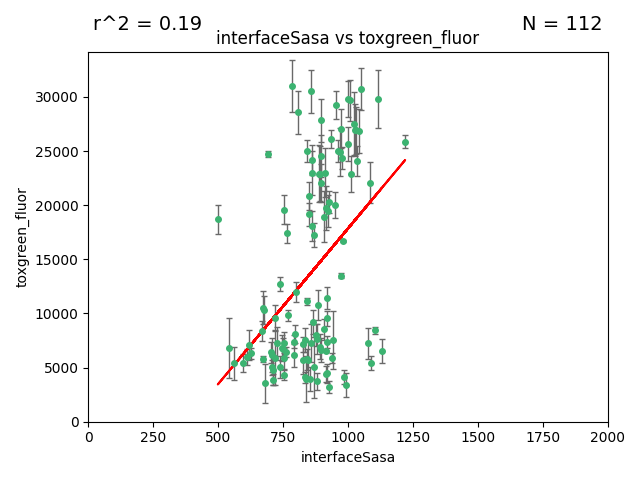 r^2 = 0.19
N = 112
interfaceSasa vs toxgreen_fluor
toxgreen_fluor
30000
25000
20000
15000
10000
5000
0
0 250 500 750 1000 1250 1500 1750 2000
interfaceSasa